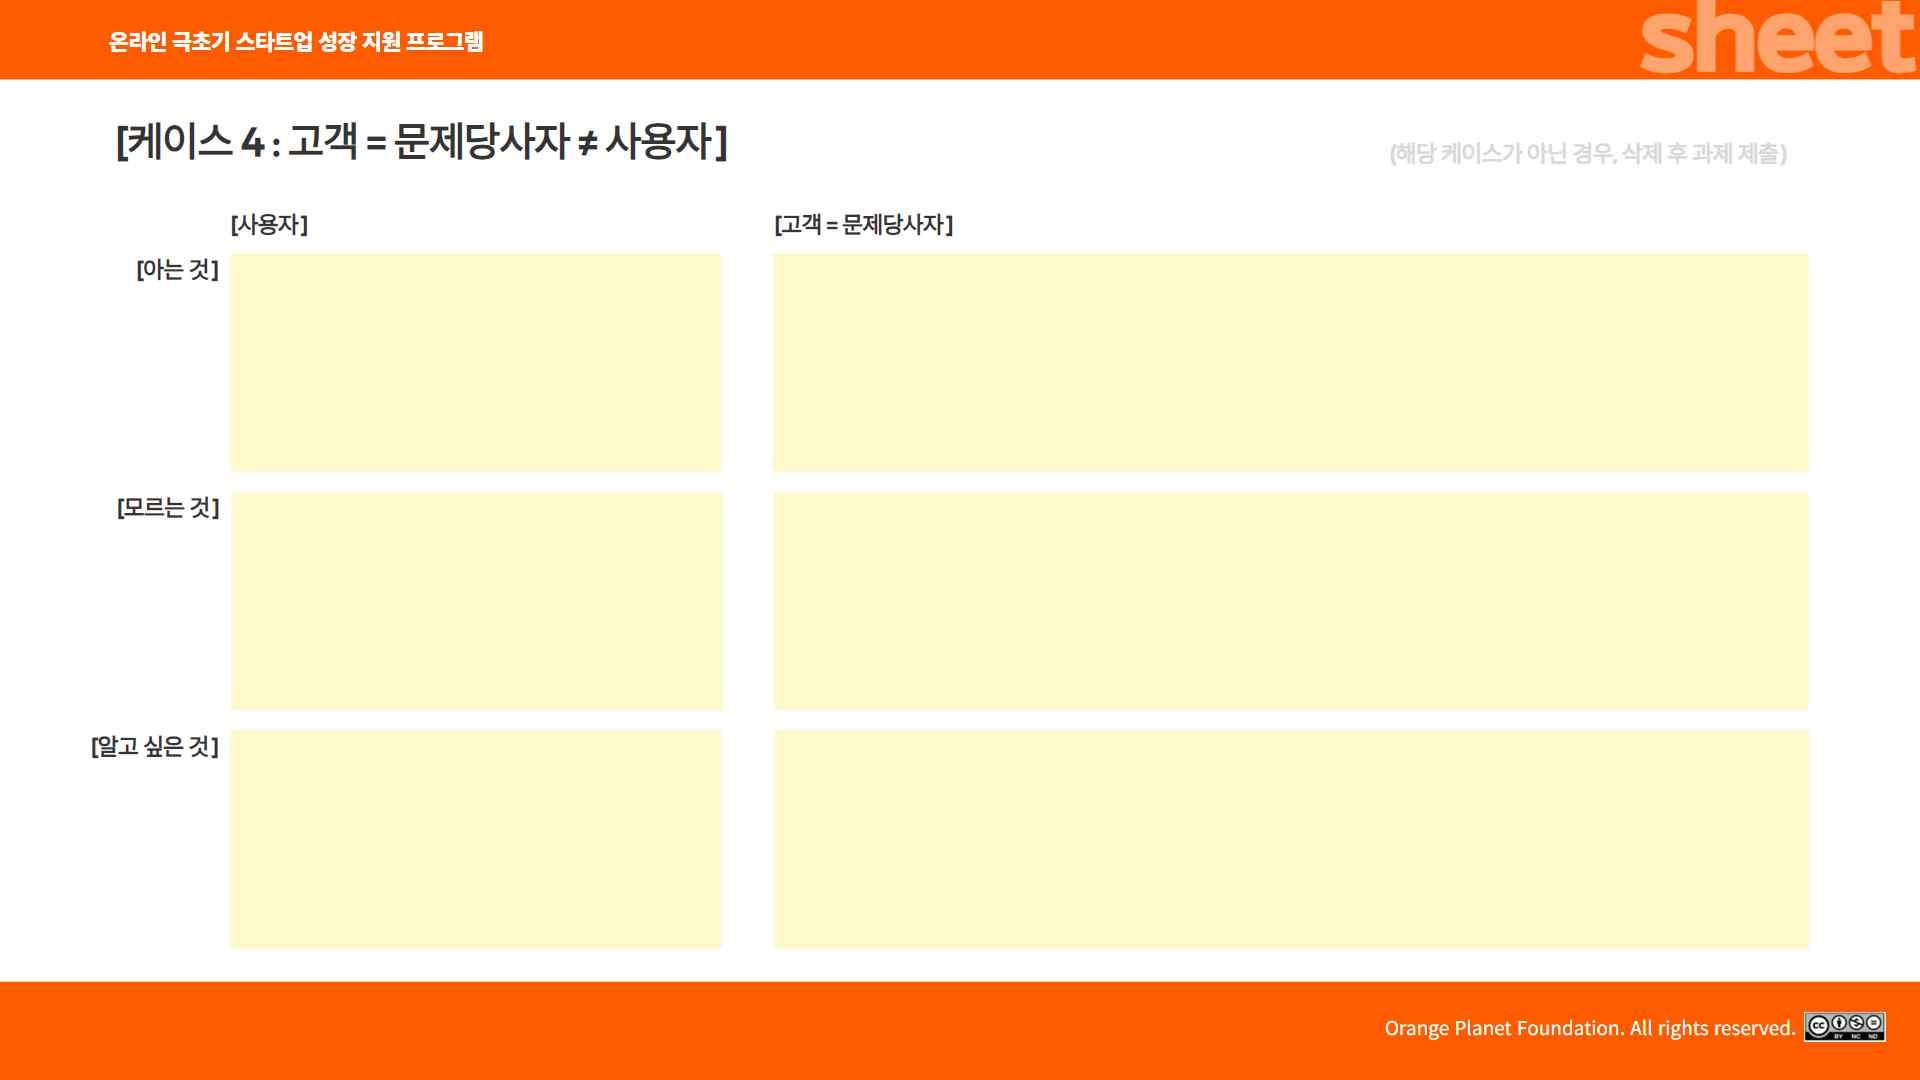 온라인 극초기 스타트업 성장 지원 프로그램
sheet
[케이스 4 : 고객 = 문제당사자 ≠ 사용자]
(해당 케이스가 아닌 경우, 삭제 후 과제 제출)
[사용자]
[고객 = 문제당사자]
[아는 것]
[모르는 것]
[알고 싶은 것]
Orange Planet Foundation. All rights reserved.
cc
BY NC ND